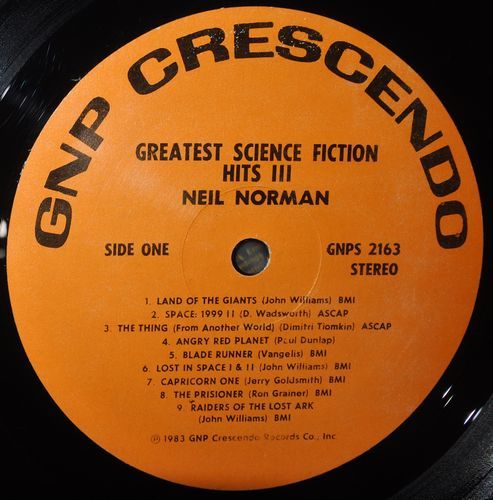 GNP CRESCENDO
GREATEST SCIENCE FICTION
HITS III
NEIL NORMAN
SIDE ONE
GNPS 2163
STEREO
1. LAND OF THE GIANTS (John Williams) BMI
2. SPACE: 1999 II (D. Wadsworth) ASCAP
3. THE THING (From Another World) (Dimitri Tiomkin) ASCAP
4. ANGRY RED PLANET (Paul Dunlap)
5. BLADE RUNNER (Vangelis) BMI
6. LOST IN SPACE I & II (John Williams) BMI
7. CAPRICORN ONE (Jerry Goldsmith) BMI
8. THE PRISIONER (Ron Grainer) BMI
9. RAIDERS OF THE LOST ARK
(John Williams) BMI
℗ 1983 GNP Crescendo Records Co., Inc.